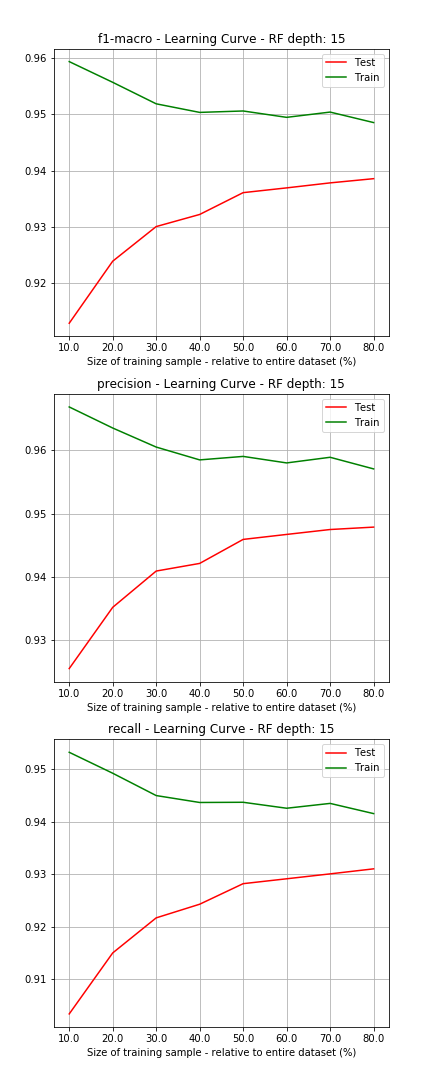 f1-macro - Learning Curve - RF depth: 15
0.96
0.95
0.94
0.93
0.92
Test
Train
10.0 20.0 30.0 40.0 50.0 60.0 70.0 80.0
Size of training sample - relative to entire dataset (%)
precision - Learning Curve - RF depth: 15
0.96
0.95
0.94
0.93
Test
Train
10.0 20.0 30.0 40.0 50.0 60.0 70.0 80.0
Size of training sample - relative to entire dataset (%)
recall - Learning Curve - RF depth: 15
0.95
0.94
0.93
0.92
0.91
Test
Train
10.0 20.0 30.0 40.0 50.0 60.0 70.0 80.0
Size of training sample - relative to entire dataset (%)